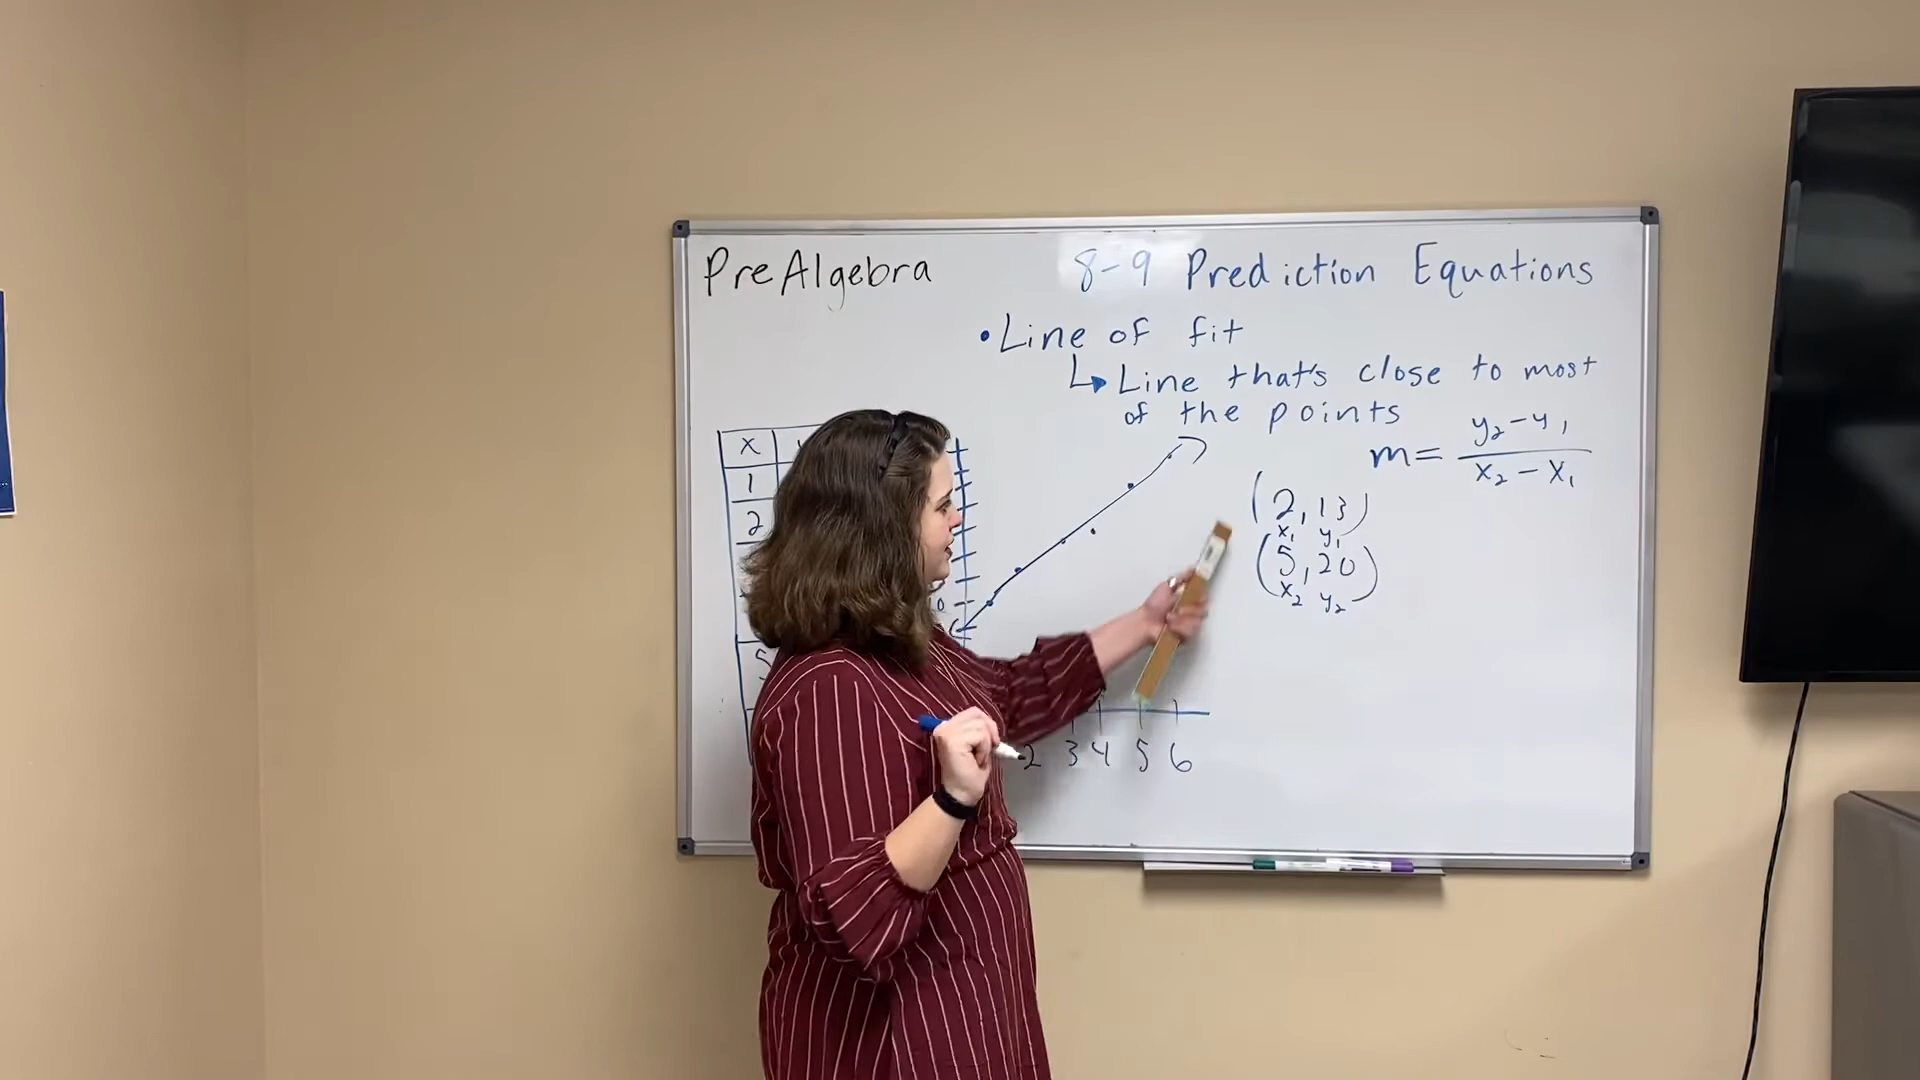 PreAlgebra
8-9 Prediction Equations
• Line of fit
↳ Line that's close to most
of the points
m = (y₂ - y₁) / (x₂ - x₁)
(2, 13)
x₁ y₁
(5, 20)
x₂ y₂
x
1
2
5
2 3 4 5 6